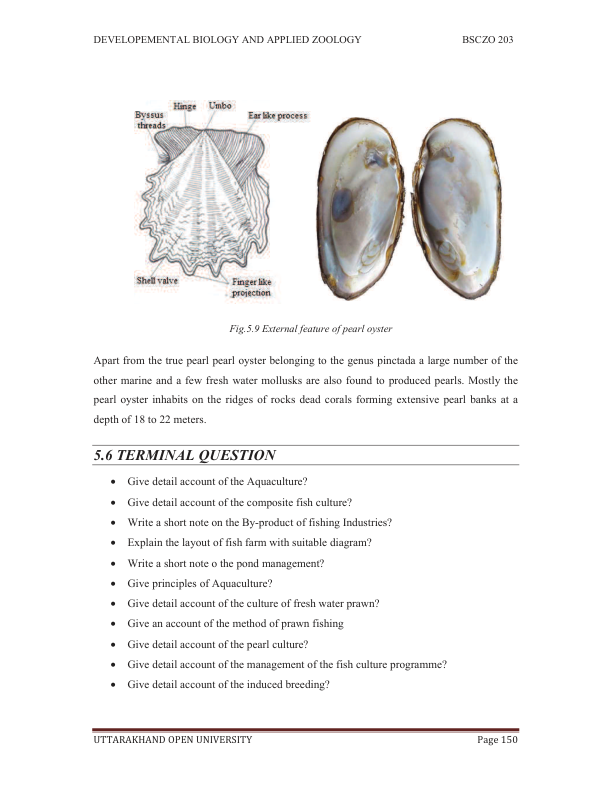 DEVELOPEMENTAL BIOLOGY AND APPLIED ZOOLOGY BSCZO 203
Hinge Umbo
Byssus threads
Ear like process
Shell valve
Finger like projection
Fig.5.9 External feature of pearl oyster
Apart from the true pearl pearl oyster belonging to the genus pinctada a large number of the
other marine and a few fresh water mollusks are also found to produced pearls. Mostly the
pearl oyster inhabits on the ridges of rocks dead corals forming extensive pearl banks at a
depth of 18 to 22 meters.
5.6 TERMINAL QUESTION
• Give detail account of the Aquaculture?
• Give detail account of the composite fish culture?
• Write a short note on the By-product of fishing Industries?
• Explain the layout of fish farm with suitable diagram?
• Write a short note o the pond management?
• Give principles of Aquaculture?
• Give detail account of the culture of fresh water prawn?
• Give an account of the method of prawn fishing
• Give detail account of the pearl culture?
• Give detail account of the management of the fish culture programme?
• Give detail account of the induced breeding?
UTTARAKHAND OPEN UNIVERSITY Page 150